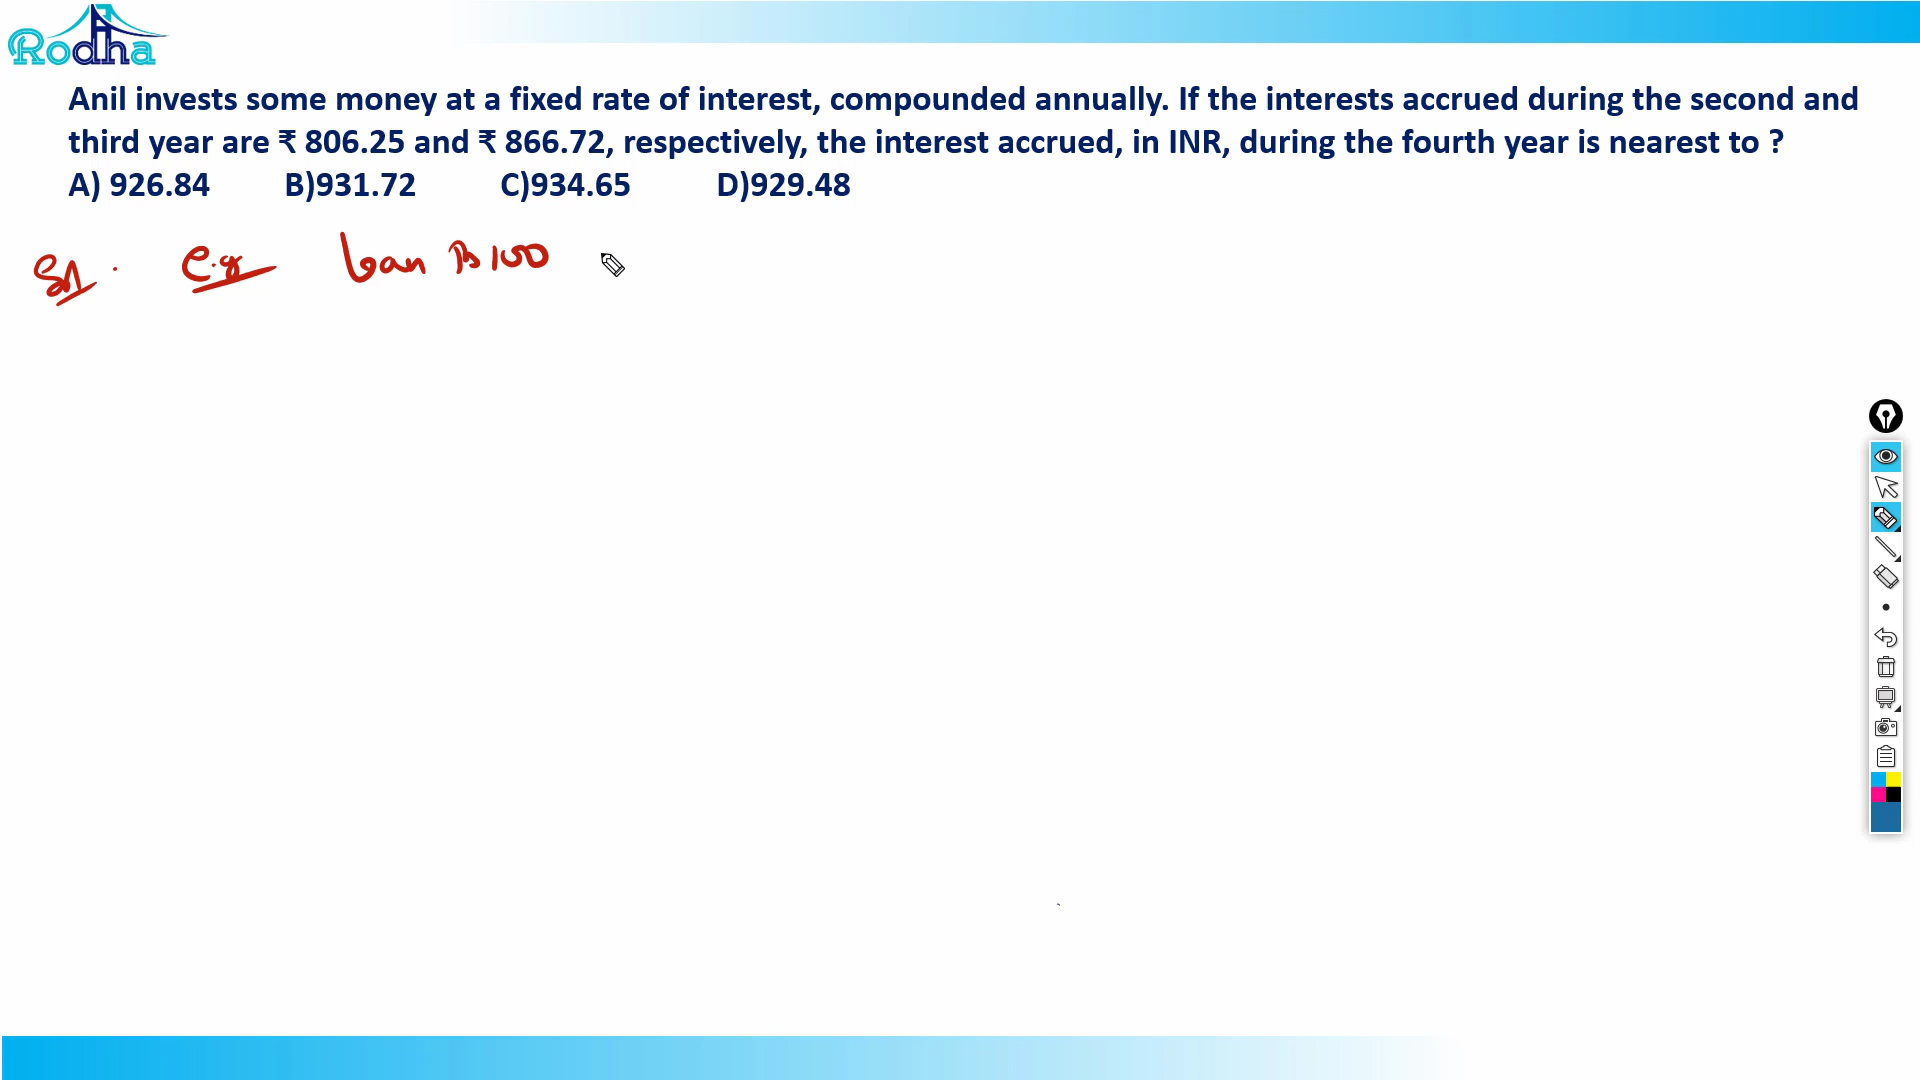 Rodha
Anil invests some money at a fixed rate of interest, compounded annually. If the interests accrued during the second and
third year are ₹ 806.25 and ₹ 866.72, respectively, the interest accrued, in INR, during the fourth year is nearest to ?
A) 926.84 B)931.72 C)934.65 D)929.48
e.g loan Rs 100